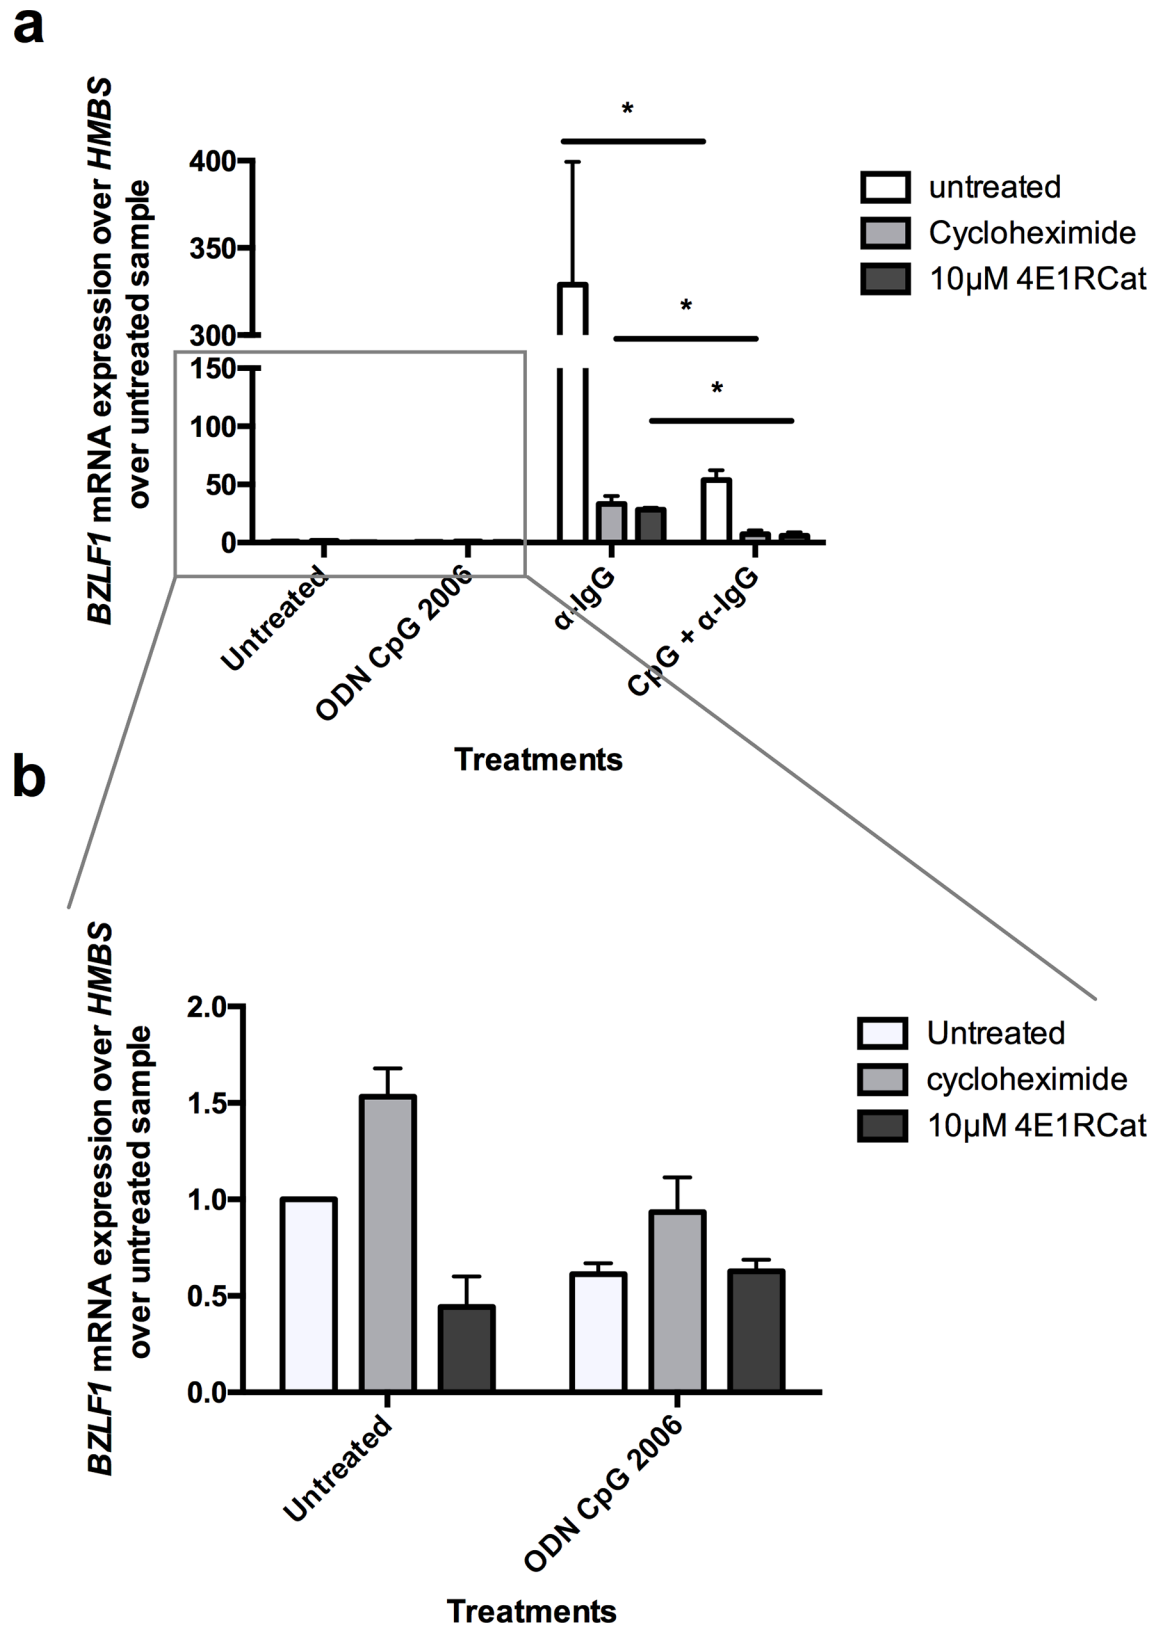 a
BZLF1 mRNA expression over HMBS
over untreated sample
*
*
*
400
350
300
150
100
50
0
untreated
Cycloheximide
10µM 4E1RCat
Untreated
ODN CpG 2006
α-IgG
CpG + α-IgG
Treatments
b
BZLF1 mRNA expression over HMBS
over untreated sample
2.0
1.5
1.0
0.5
0.0
Untreated
cycloheximide
10µM 4E1RCat
Untreated
ODN CpG 2006
Treatments